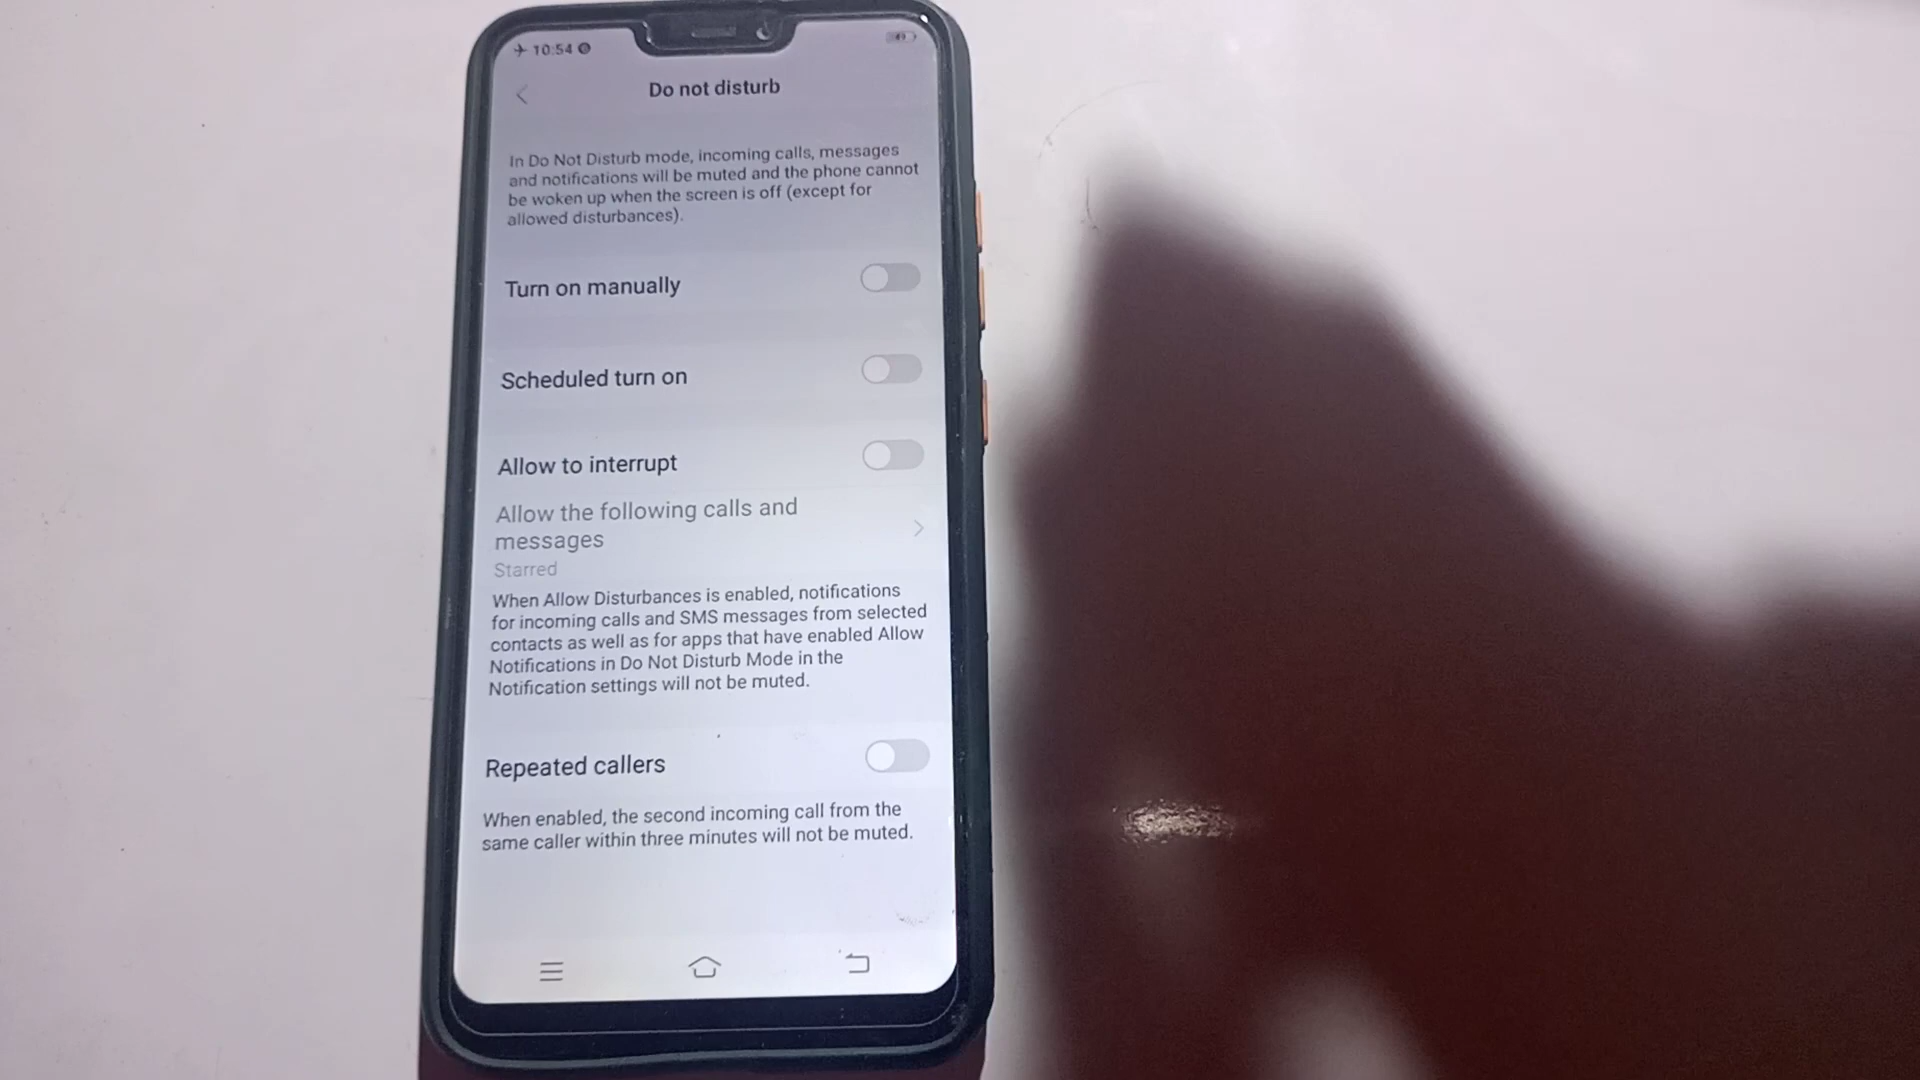 10:54
49
Do not disturb
In Do Not Disturb mode, incoming calls, messages
and notifications will be muted and the phone cannot
be woken up when the screen is off (except for
allowed disturbances).
Turn on manually
Scheduled turn on
Allow to interrupt
Allow the following calls and
messages
Starred
When Allow Disturbances is enabled, notifications
for incoming calls and SMS messages from selected
contacts as well as for apps that have enabled Allow
Notifications in Do Not Disturb Mode in the
Notification settings will not be muted.
Repeated callers
When enabled, the second incoming call from the
same caller within three minutes will not be muted.